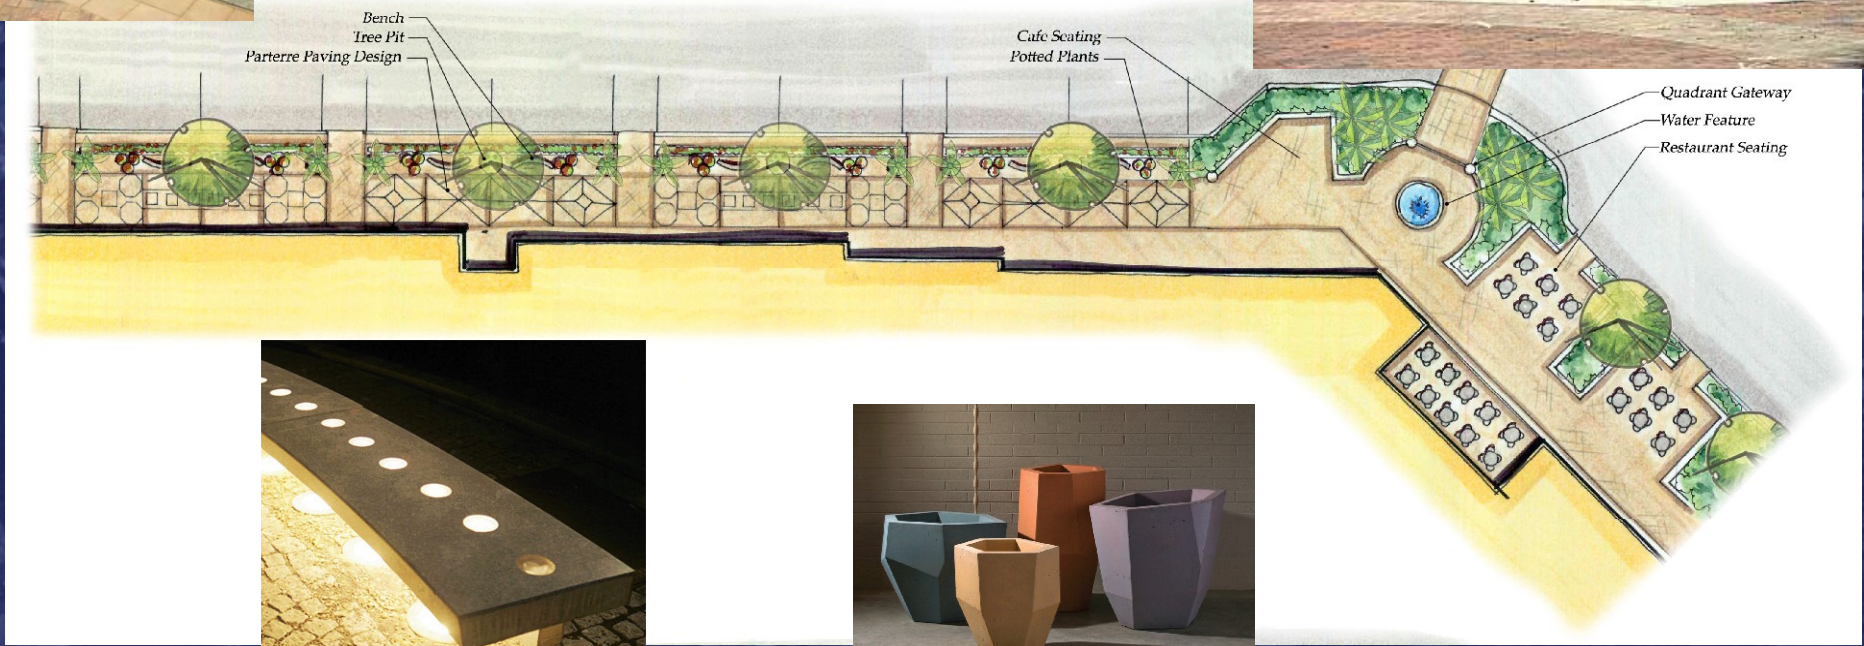 Bench
Tree Pit
Parterre Paving Design
Cafe Seating
Potted Plants
Quadrant Gateway
Water Feature
Restaurant Seating